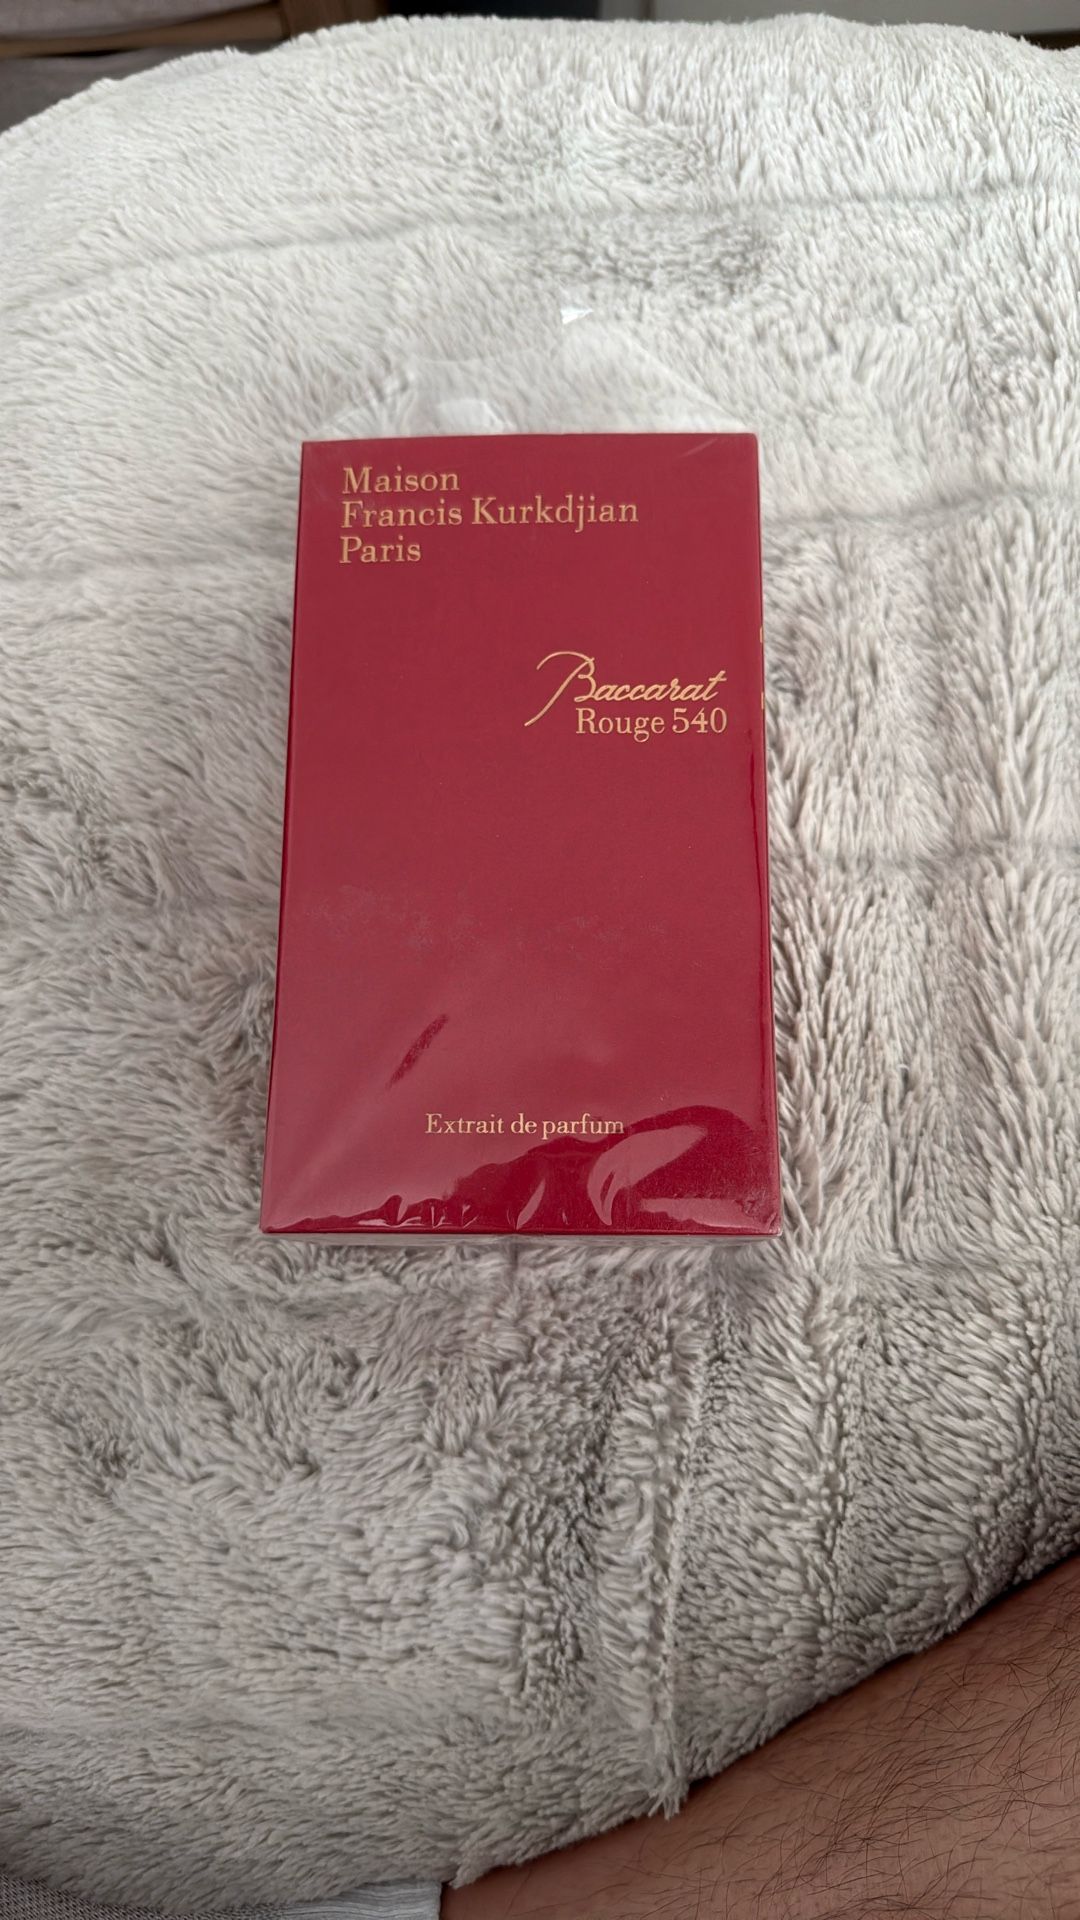 Maison
Francis Kurkdjian
Paris
Baccarat
Rouge 540
Extrait de parfum